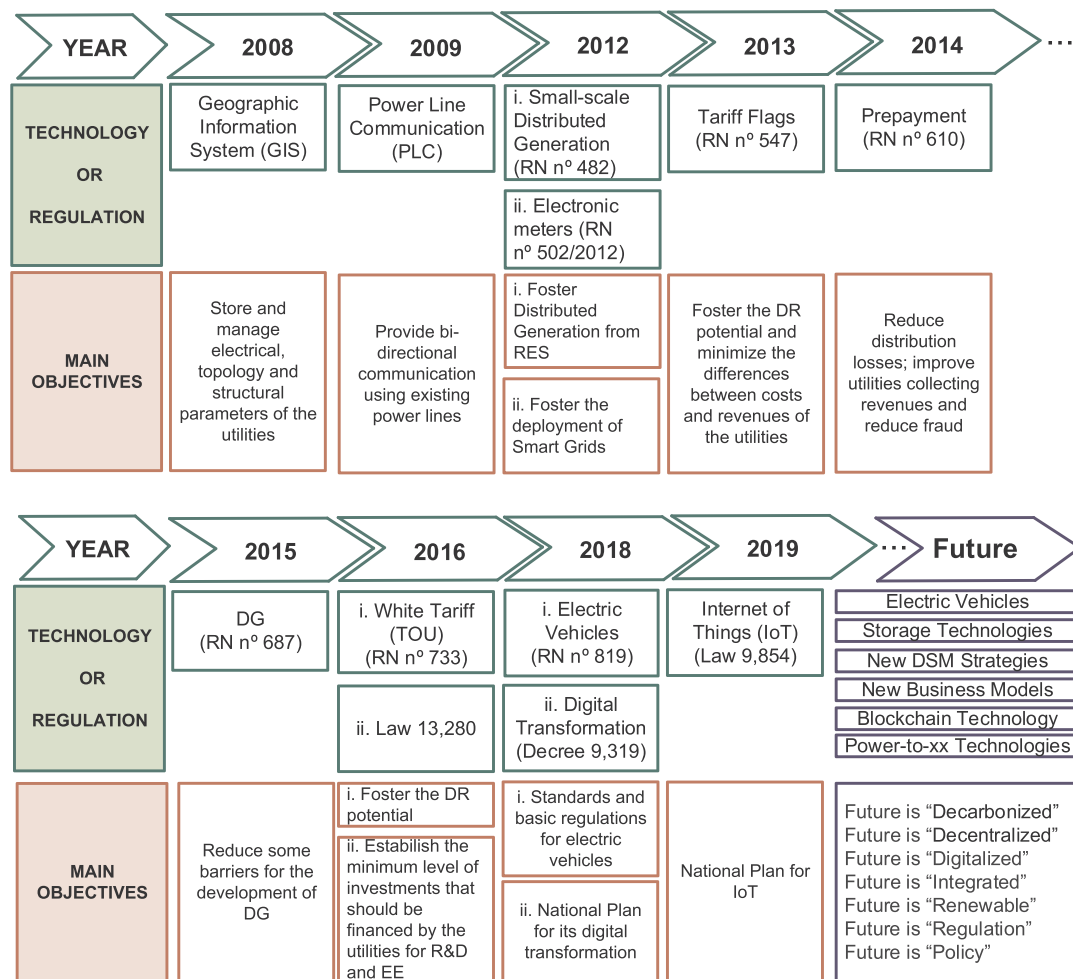 YEAR
2008
2009
2012
2013
2014
...
TECHNOLOGY
OR
REGULATION
Geographic
Information
System (GIS)
Power Line
Communication
(PLC)
i. Small-scale
Distributed
Generation
(RN nº 482)
ii. Electronic
meters (RN
nº 502/2012)
Tariff Flags
(RN nº 547)
Prepayment
(RN nº 610)
MAIN
OBJECTIVES
Store and
manage
electrical,
topology and
structural
parameters of the
utilities
Provide bi-
directional
communication
using existing
power lines
i. Foster
Distributed
Generation from
RES
ii. Foster the
deployment of
Smart Grids
Foster the DR
potential and
minimize the
differences
between costs
and revenues of
the utilities
Reduce
distribution
losses; improve
utilities collecting
revenues and
reduce fraud
YEAR
2015
2016
2018
2019
...
Future
TECHNOLOGY
OR
REGULATION
DG
(RN nº 687)
i. White Tariff
(TOU)
(RN nº 733)
ii. Law 13,280
i. Electric
Vehicles
(RN nº 819)
ii. Digital
Transformation
(Decree 9,319)
Internet of
Things (IoT)
(Law 9,854)
Electric Vehicles
Storage Technologies
New DSM Strategies
New Business Models
Blockchain Technology
Power-to-xx Technologies
MAIN
OBJECTIVES
Reduce some
barriers for the
development of
DG
i. Foster the DR
potential
ii. Estabilish the
minimum level of
investments that
should be
financed by the
utilities for R&D
and EE
i. Standards and
basic regulations
for electric
vehicles
ii. National Plan
for its digital
transformation
National Plan for
IoT
Future is “Decarbonized”
Future is “Decentralized”
Future is “Digitalized”
Future is “Integrated”
Future is “Renewable”
Future is “Regulation”
Future is “Policy”